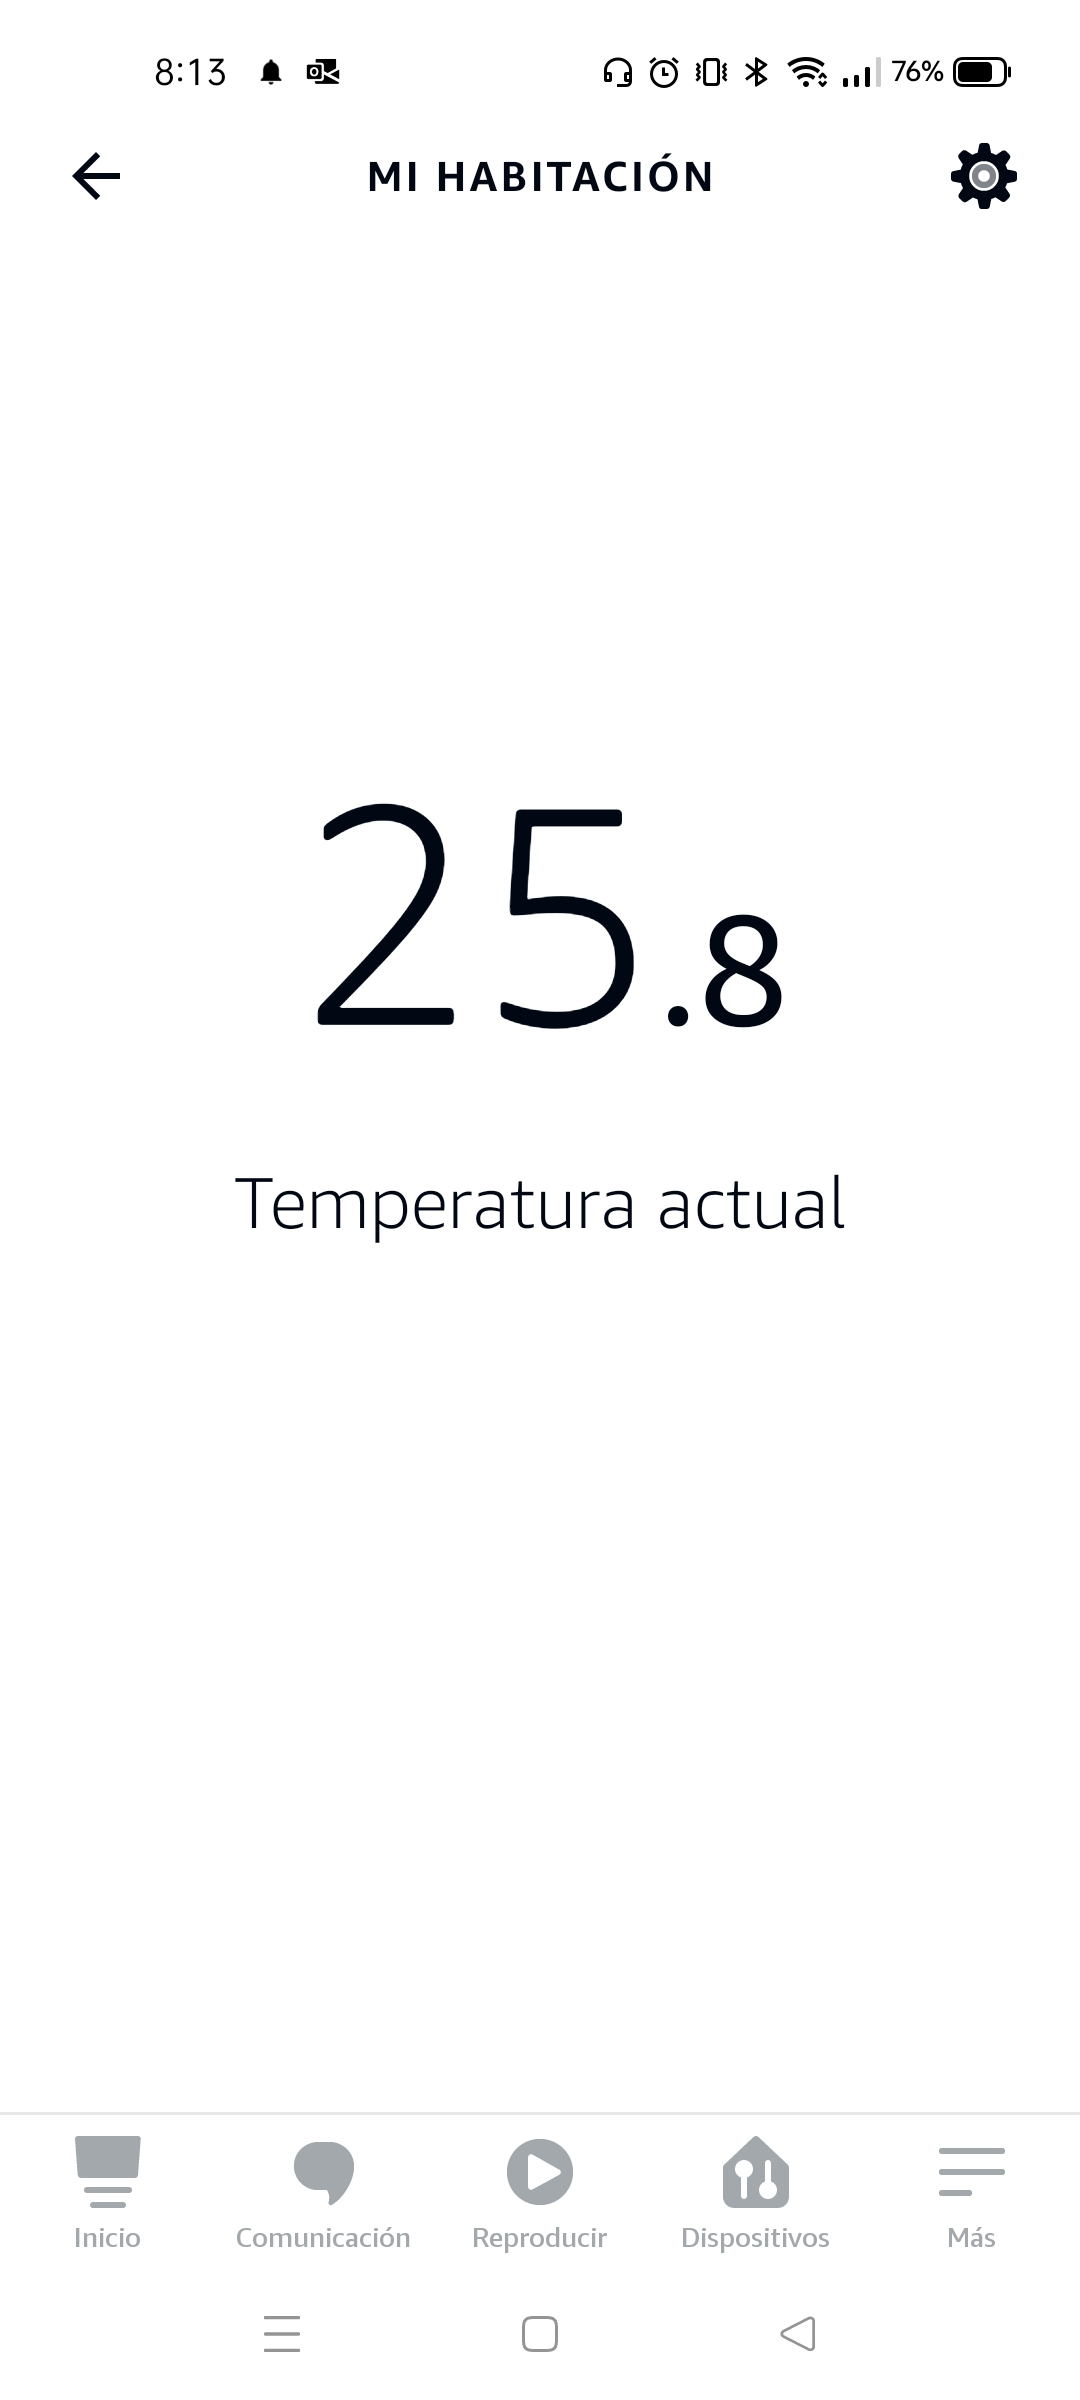 8:13 76%
MI HABITACIÓN
25.8
Temperatura actual
Inicio Comunicación Reproducir Dispositivos Más